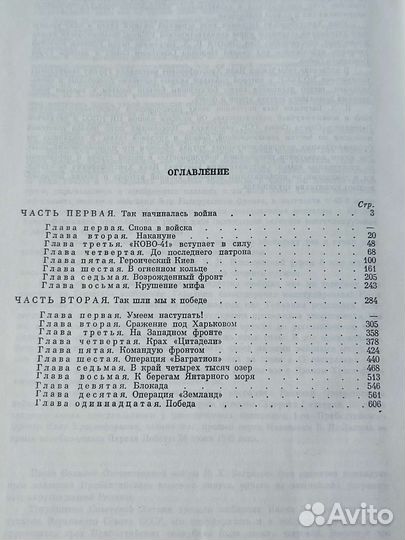 ОГЛАВЛЕНИЕ
Стр.
ЧАСТЬ ПЕРВАЯ. Так начиналась война . . . . . . . . . . 3
Глава первая. Снова в войска . . . . . . . . . . —
Глава вторая. Накануне . . . . . . . . . . 20
Глава третья. «КОВО-41» вступает в силу . . . . . . . . 48
Глава четвертая. До последнего патрона . . . . . . . . 68
Глава пятая. Героический Киев . . . . . . . . . . 100
Глава шестая. В огненном кольце . . . . . . . . . . 161
Глава седьмая. Возрожденный фронт . . . . . . . . 205
Глава восьмая. Крушение мифа . . . . . . . . . . 243
ЧАСТЬ ВТОРАЯ. Так шли мы к победе . . . . . . . . . . 284
Глава первая. Умеем наступать! . . . . . . . . . . —
Глава вторая. Сражение под Харьковом . . . . . . . . 305
Глава третья. На Западном фронте . . . . . . . . 358
Глава четвертая. Крах «Цитадели» . . . . . . . . 378
Глава пятая. Командую фронтом . . . . . . . . 424
Глава шестая. Операция «Багратион» . . . . . . . . 440
Глава седьмая. В край четырех тысяч озер . . . . . . 468
Глава восьмая. К берегам Янтарного моря . . . . . . 513
Глава девятая. Блокада . . . . . . . . . . 546
Глава десятая. Операция «Земланд» . . . . . . . . 561
Глава одиннадцатая. Победа . . . . . . . . . . 606
Avito